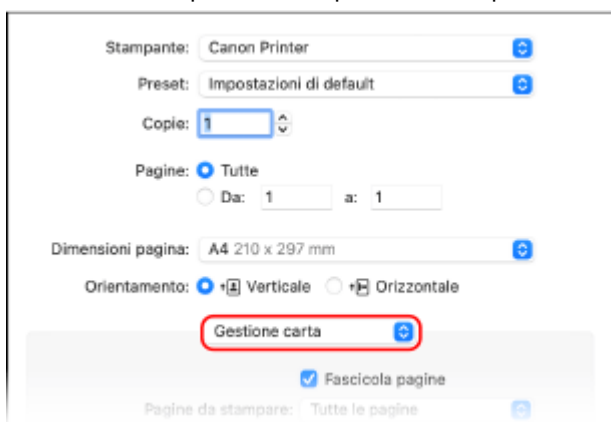 Stampante: Canon Printer
Preset: Impostazioni di default
Copie: 1
Pagine: Tutte
Da: 1 a: 1
Dimensioni pagina: A4 210 x 297 mm
Orientamento: Verticale Orizzontale
Gestione carta
Fascicola pagine
Pagine da stampare: Tutte le pagine